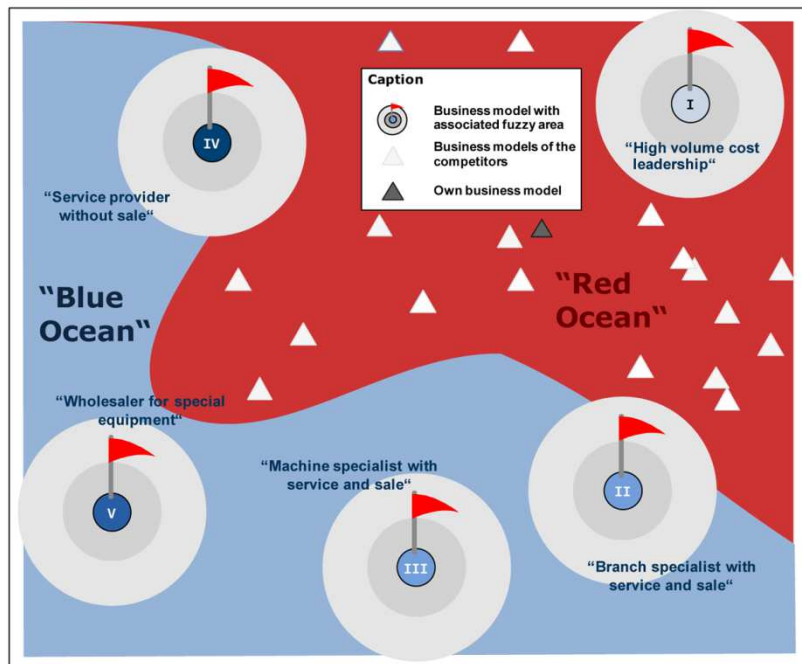 I
"High volume cost
leadership"
Caption
Business model with
associated fuzzy area
Business models of the
competitors
Own business model
IV
"Service provider
without sale"
"Blue
Ocean"
"Red
Ocean"
"Wholesaler for special
equipment"
V
"Machine specialist with
service and sale"
III
II
"Branch specialist with
service and sale"